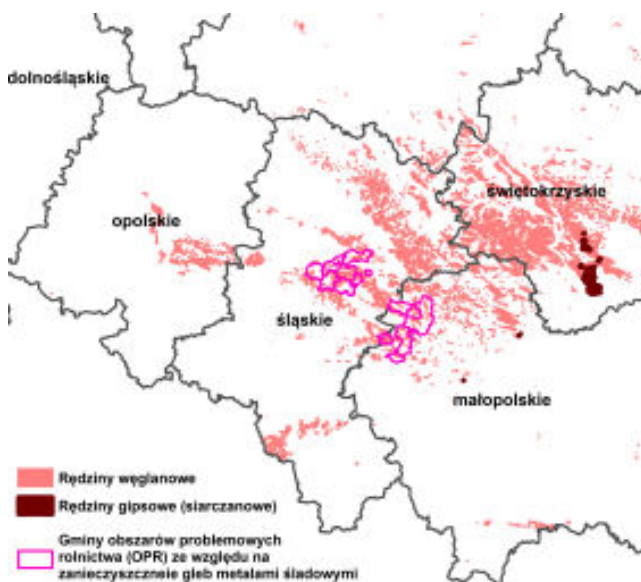 dolnośląskie
świętokrzyskie
opolskie
śląskie
małopolskie
Rędziny węglanowe
Rędziny gipsowe (siarczanowe)
Gminy obszarów problemowych
rolnictwa (OPR) ze względu na
zanieczyszczneie gleb metalami śladowymi